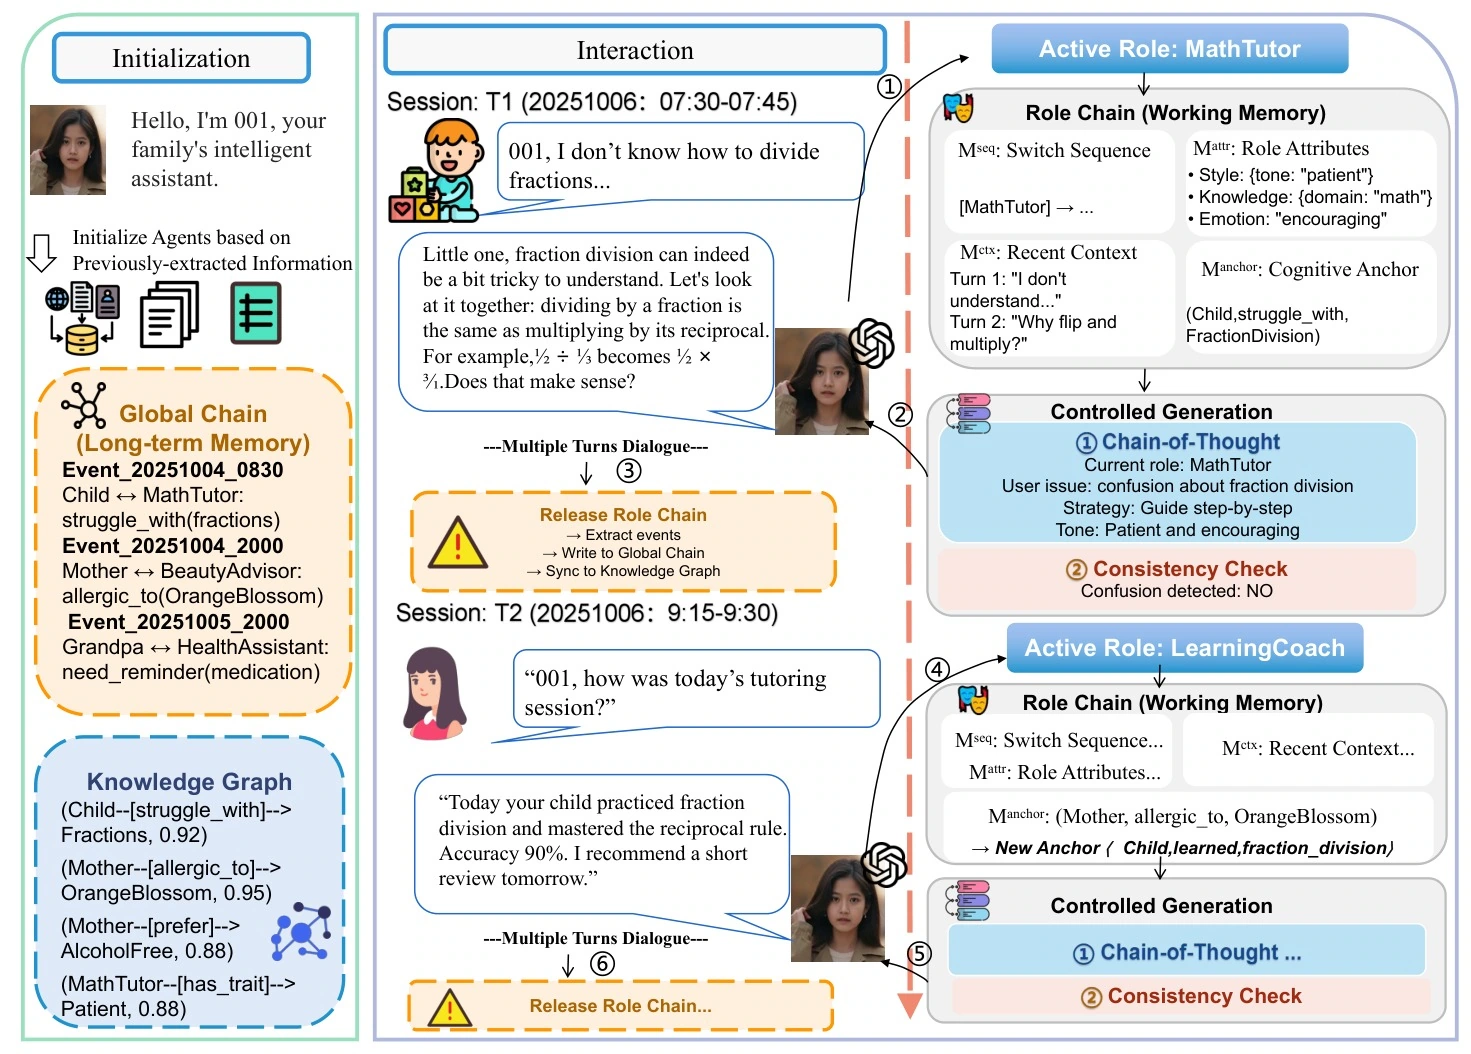 Initialization
Hello, I'm 001, your
family's intelligent
assistant.
Initialize Agents based on
Previously-extracted Information
Global Chain
(Long-term Memory)
Event_20251004_0830
Child ↔ MathTutor:
struggle_with(fractions)
Event_20251004_2000
Mother ↔ BeautyAdvisor:
allergic_to(OrangeBlossom)
Event_20251005_2000
Grandpa ↔ HealthAssistant:
need_reminder(medication)
Knowledge Graph
(Child--[struggle_with]-->
Fractions, 0.92)
(Mother--[allergic_to]-->
OrangeBlossom, 0.95)
(Mother--[prefer]-->
AlcoholFree, 0.88)
(MathTutor--[has_trait]-->
Patient, 0.88)
Interaction
Session: T1 (20251006: 07:30-07:45)
001, I don't know how to divide
fractions...
Little one, fraction division can indeed
be a bit tricky to understand. Let's look
at it together: dividing by a fraction is
the same as multiplying by its reciprocal.
For example,½ ÷ ⅓ becomes ½ ×
³⁄₁.Does that make sense?
---Multiple Turns Dialogue---
③
Release Role Chain
→ Extract events
→ Write to Global Chain
→ Sync to Knowledge Graph
Session: T2 (20251006: 9:15-9:30)
“001, how was today’s tutoring
session?”
“Today your child practiced fraction
division and mastered the reciprocal rule.
Accuracy 90%. I recommend a short
review tomorrow.”
---Multiple Turns Dialogue---
⑥
Release Role Chain...
①
②
④
⑤
Active Role: MathTutor
Role Chain (Working Memory)
Mseq: Switch Sequence
[MathTutor] → ...
Mattr: Role Attributes
• Style: {tone: "patient"}
• Knowledge: {domain: "math"}
• Emotion: "encouraging"
Mctx: Recent Context
Turn 1: "I don't
understand..."
Turn 2: "Why flip and
multiply?"
Manchor: Cognitive Anchor
(Child,struggle_with,
FractionDivision)
Controlled Generation
① Chain-of-Thought
Current role: MathTutor
User issue: confusion about fraction division
Strategy: Guide step-by-step
Tone: Patient and encouraging
② Consistency Check
Confusion detected: NO
Active Role: LearningCoach
Role Chain (Working Memory)
Mseq: Switch Sequence...
Mattr: Role Attributes...
Mctx: Recent Context...
Manchor: (Mother, allergic_to, OrangeBlossom)
→ New Anchor〈 Child,learned,fraction_division〉
Controlled Generation
① Chain-of-Thought ...
② Consistency Check